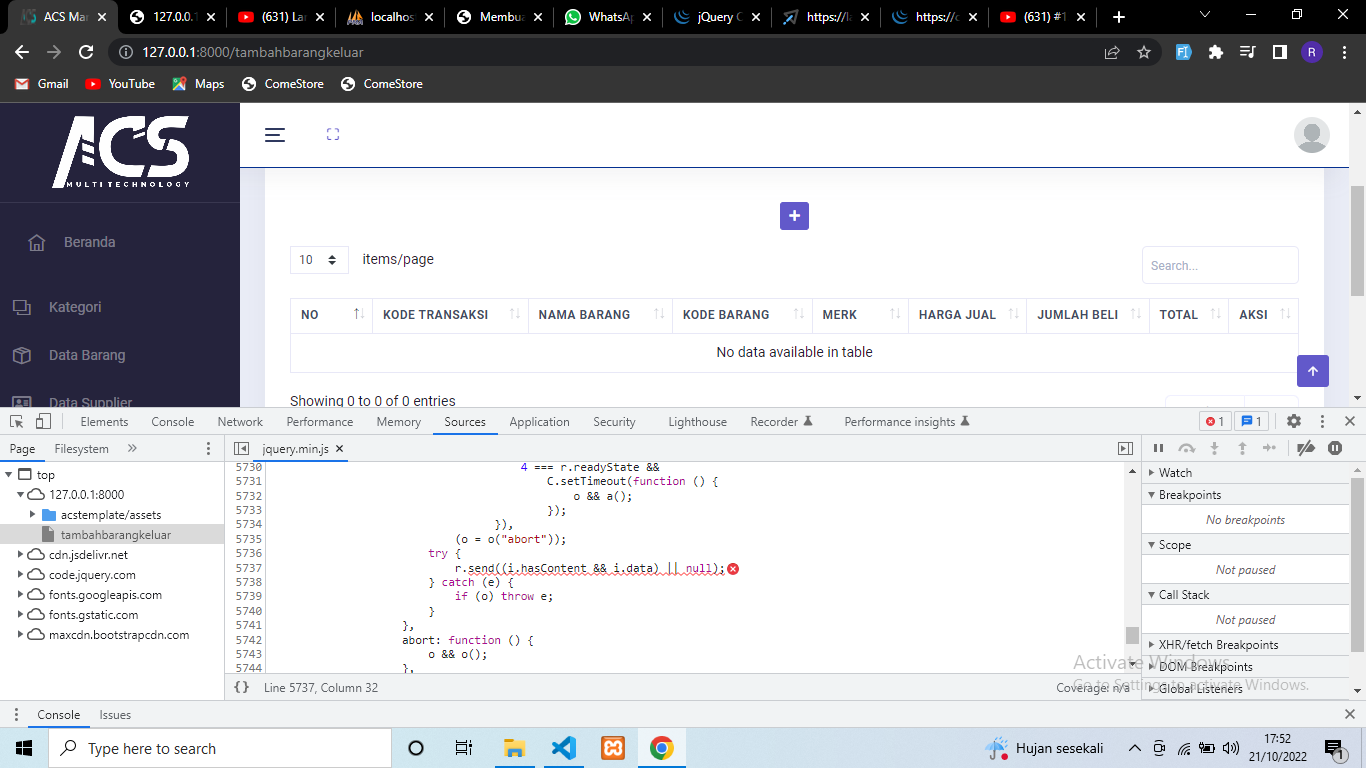 ACS Mar
127.0.0.1
(631) La
localhos
Membua
WhatsAp
jQuery C
https://la
https://c
(631) #1
127.0.0.1:8000/tambahbarangkeluar
R
Gmail
YouTube
Maps
ComeStore
ComeStore
ACS
MULTI TECHNOLOGY
Beranda
Kategori
Data Barang
Data Supplier
10
items/page
Search...
NO KODE TRANSAKSI NAMA BARANG KODE BARANG MERK HARGA JUAL JUMLAH BELI TOTAL AKSI
No data available in table
Showing 0 to 0 of 0 entries
Elements Console Network Performance Memory Sources Application Security Lighthouse Recorder Performance insights 1 1
Page Filesystem
top
127.0.0.1:8000
acstemplate/assets
tambahbarangkeluar
cdn.jsdelivr.net
code.jquery.com
fonts.googleapis.com
fonts.gstatic.com
maxcdn.bootstrapcdn.com
jquery.min.js
5730 4 === r.readyState &&
5731 C.setTimeout(function () {
5732 o && a();
5733 });
5734 }),
5735 (o = o("abort"));
5736 try {
5737 r.send((i.hasContent && i.data) || null);
5738 } catch (e) {
5739 if (o) throw e;
5740 }
5741 },
5742 abort: function () {
5743 o && o();
5744 },
{} Line 5737, Column 32
Coverage: n/a
Watch
Breakpoints
No breakpoints
Scope
Not paused
Call Stack
Not paused
XHR/fetch Breakpoints
DOM Breakpoints
Global Listeners
Activate Windows
Go to Settings to activate Windows.
Console Issues
Type here to search
Hujan sesekali
17:52
21/10/2022
1